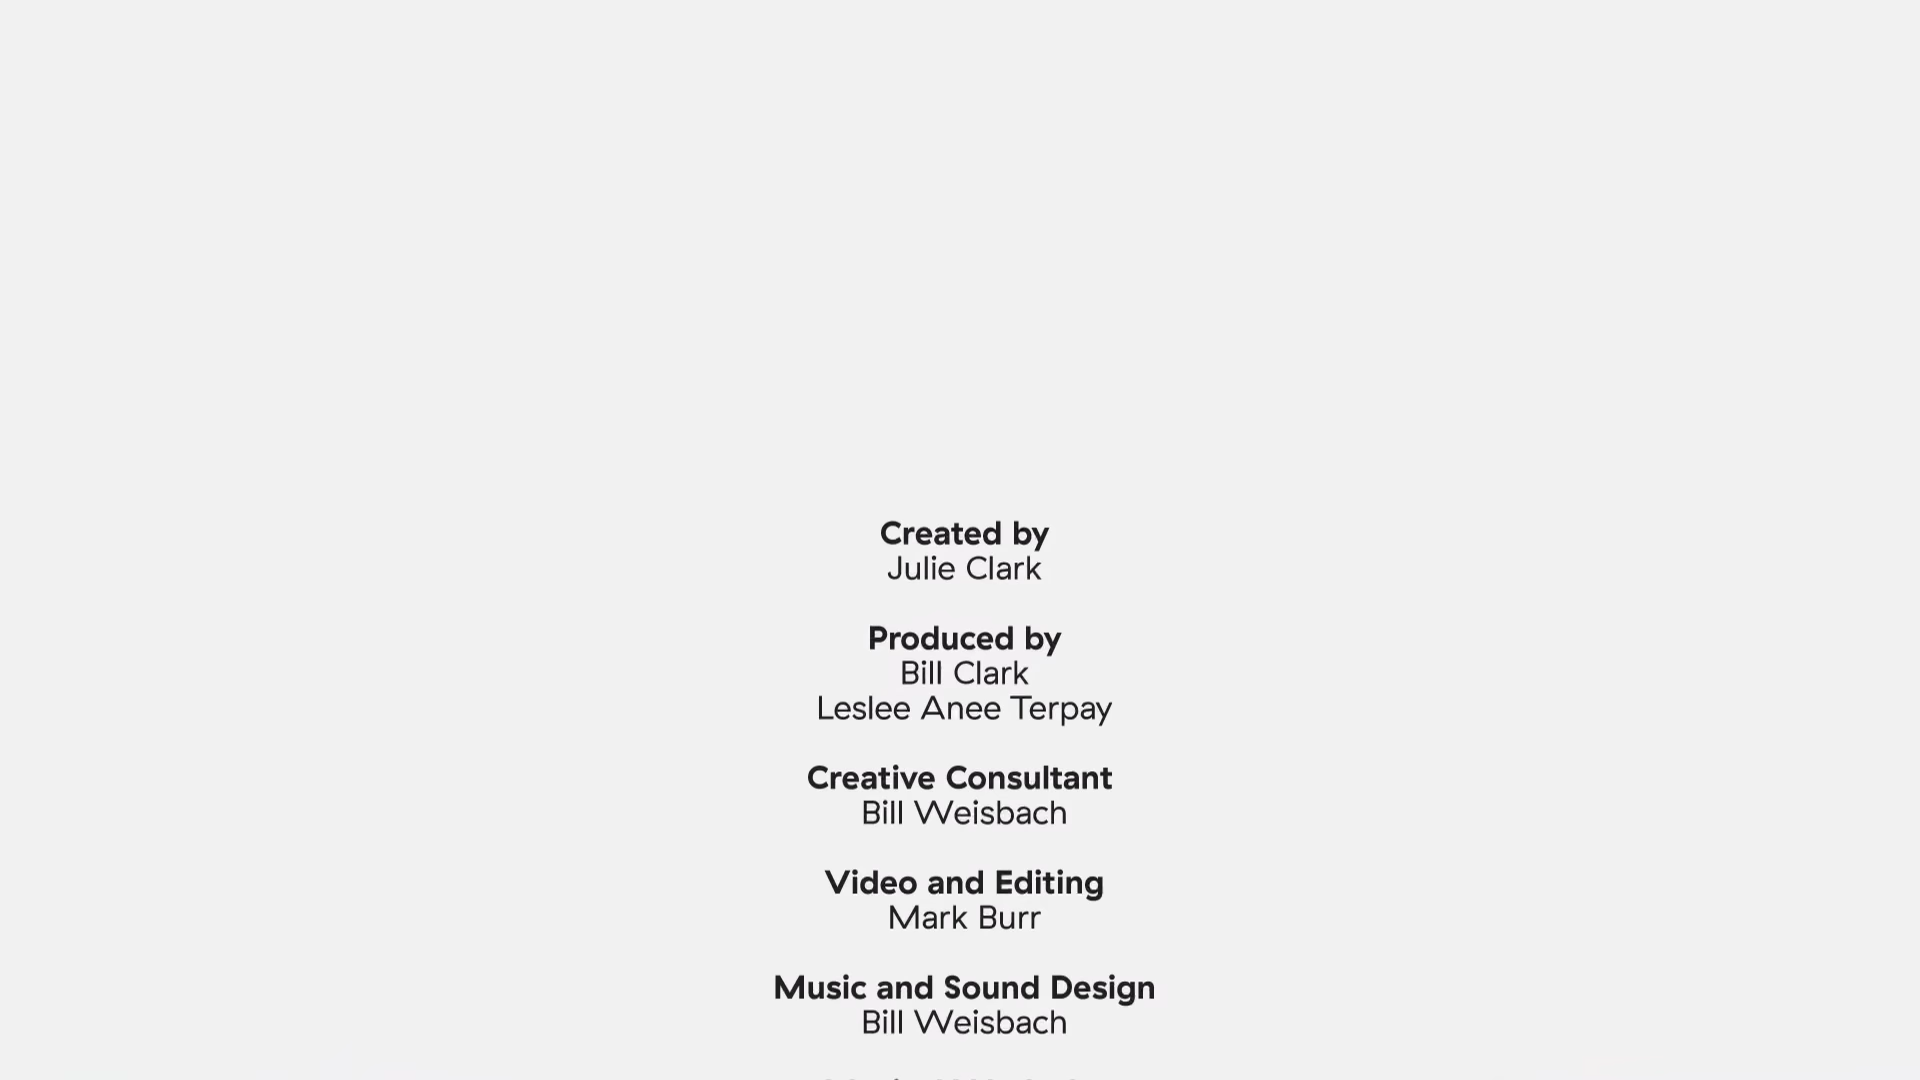 Created by
Julie Clark
Produced by
Bill Clark
Leslee Anee Terpay
Creative Consultant
Bill Weisbach
Video and Editing
Mark Burr
Music and Sound Design
Bill Weisbach